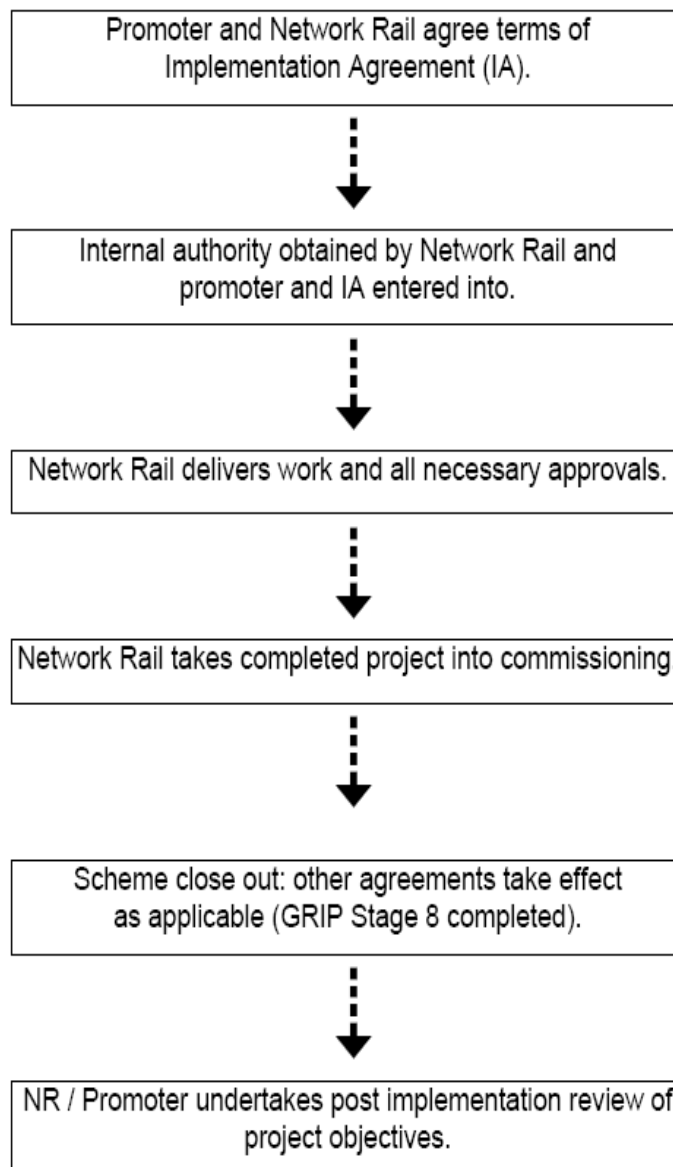 Promoter and Network Rail agree terms of
Implementation Agreement (IA).
Internal authority obtained by Network Rail and
promoter and IA entered into.
Network Rail delivers work and all necessary approvals.
Network Rail takes completed project into commissioning.
Scheme close out: other agreements take effect
as applicable (GRIP Stage 8 completed).
NR / Promoter undertakes post implementation review of
project objectives.